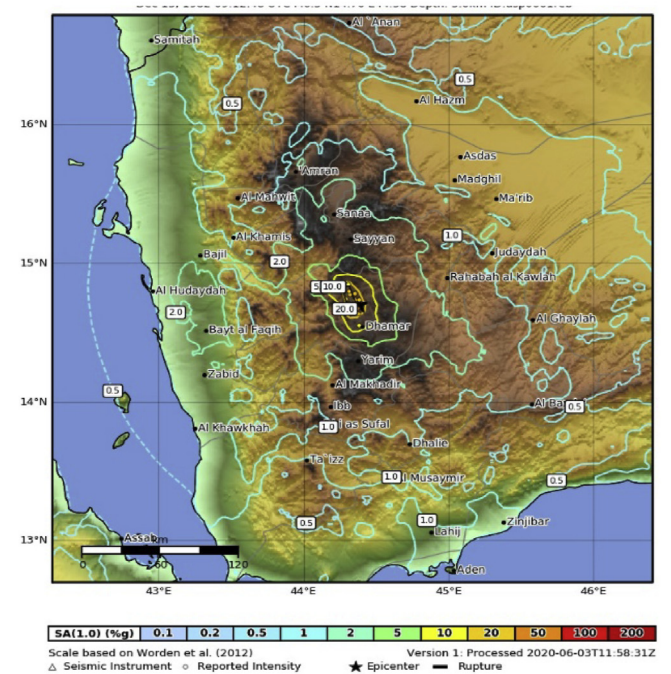 Samitah
Al `Anan
0.5
0.5
Al Hazm
16°N
Asdas
'Amran
Madghil
Al Mahwit
Ma'rib
Sanaa
Al Khamis
Sayyan
1.0
Bajil
Judaydah
15°N
2.0
Rahabah al Kawlah
Al Hudaydah
5
10.0
2.0
20.0
Al Ghaylah
Bayt al Faqih
Dhamar
Yarim
Zabid
Al Makhadir
0.5
14°N
Ibb
0.5
Al Khawkhah
1.0
as Sufal
Dhalie
Ta`izz
1.0
Musaymir
0.5
0.5
1.0
Zinjibar
13°N
Assab
Lahij
km
0 60 120
Aden
43°E 44°E 45°E 46°E
SA(1.0) (%g) 0.1 0.2 0.5 1 2 5 10 20 50 100 200
Scale based on Worden et al. (2012) Version 1: Processed 2020-06-03T11:58:31Z
△ Seismic Instrument ○ Reported Intensity ★ Epicenter ▬ Rupture